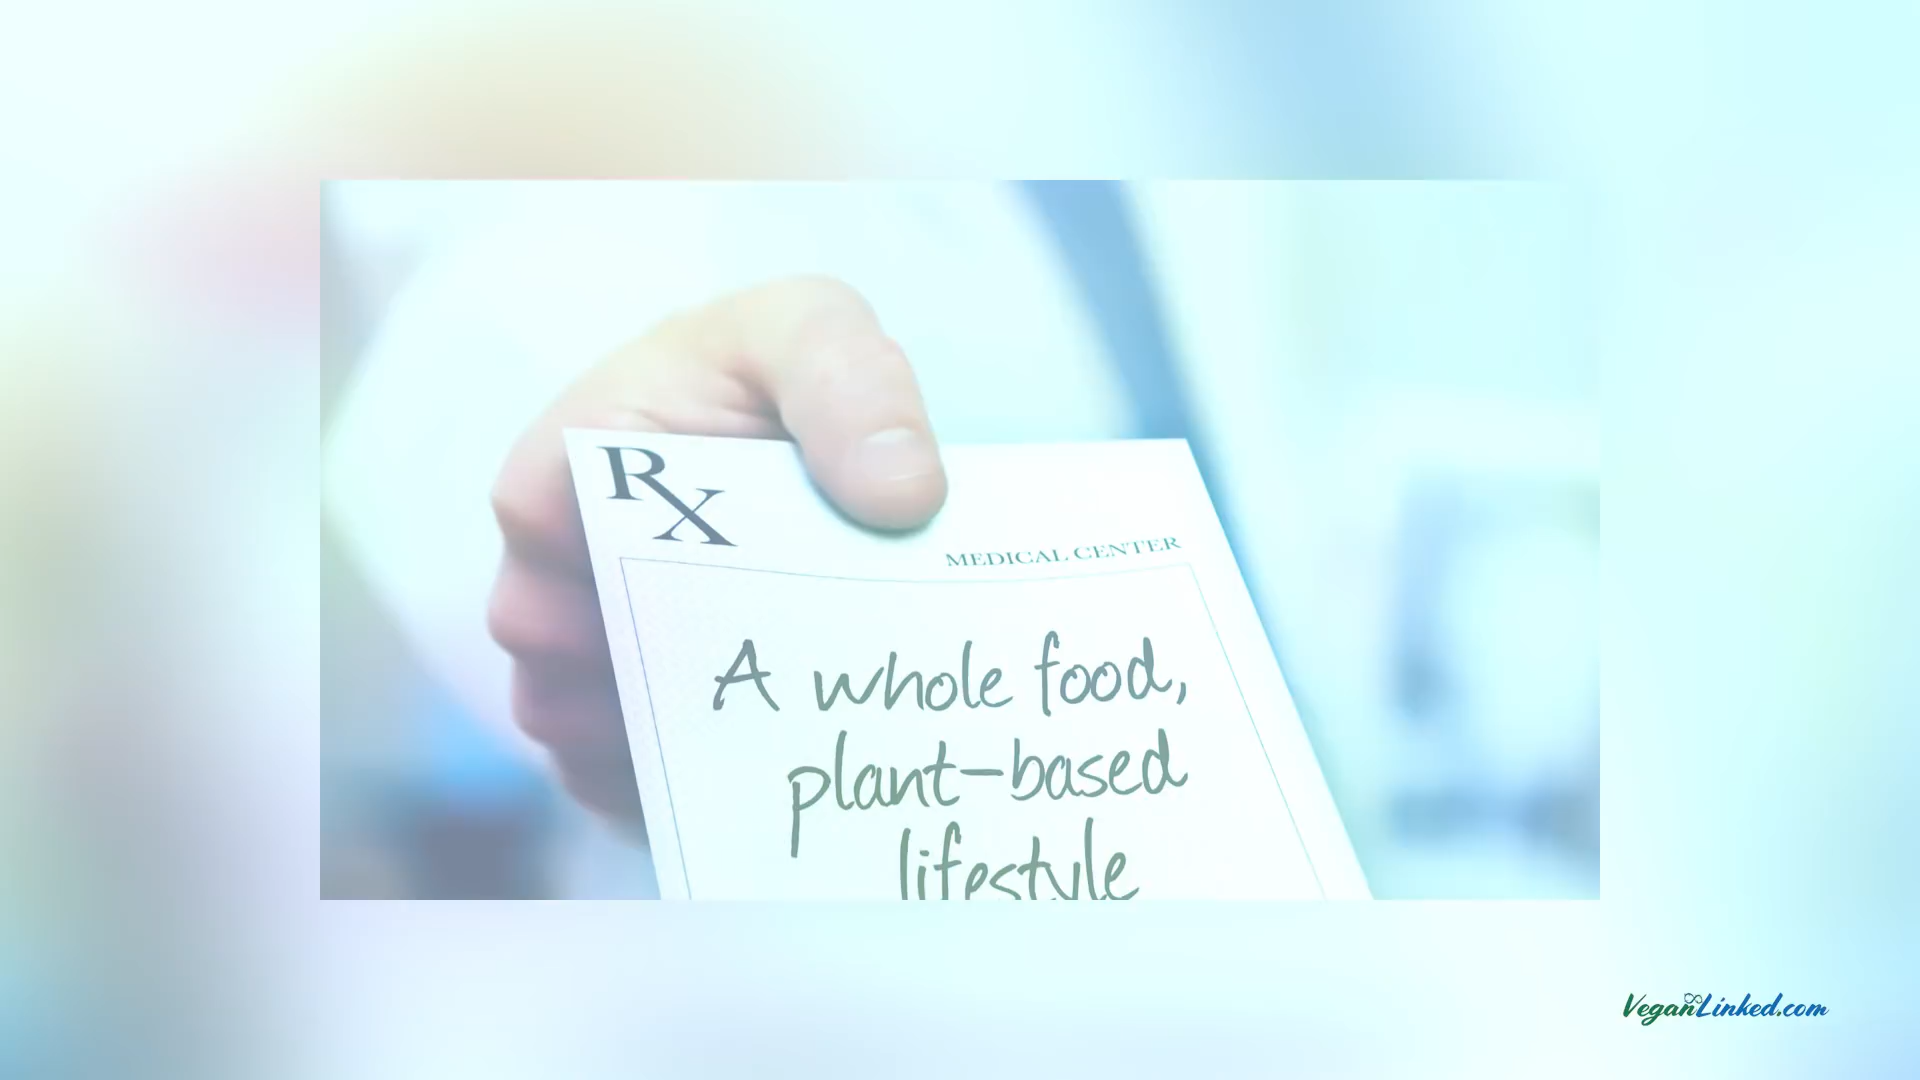 RX
MEDICAL CENTER
A whole food,
plant-based
lifestyle
VeganLinked.com